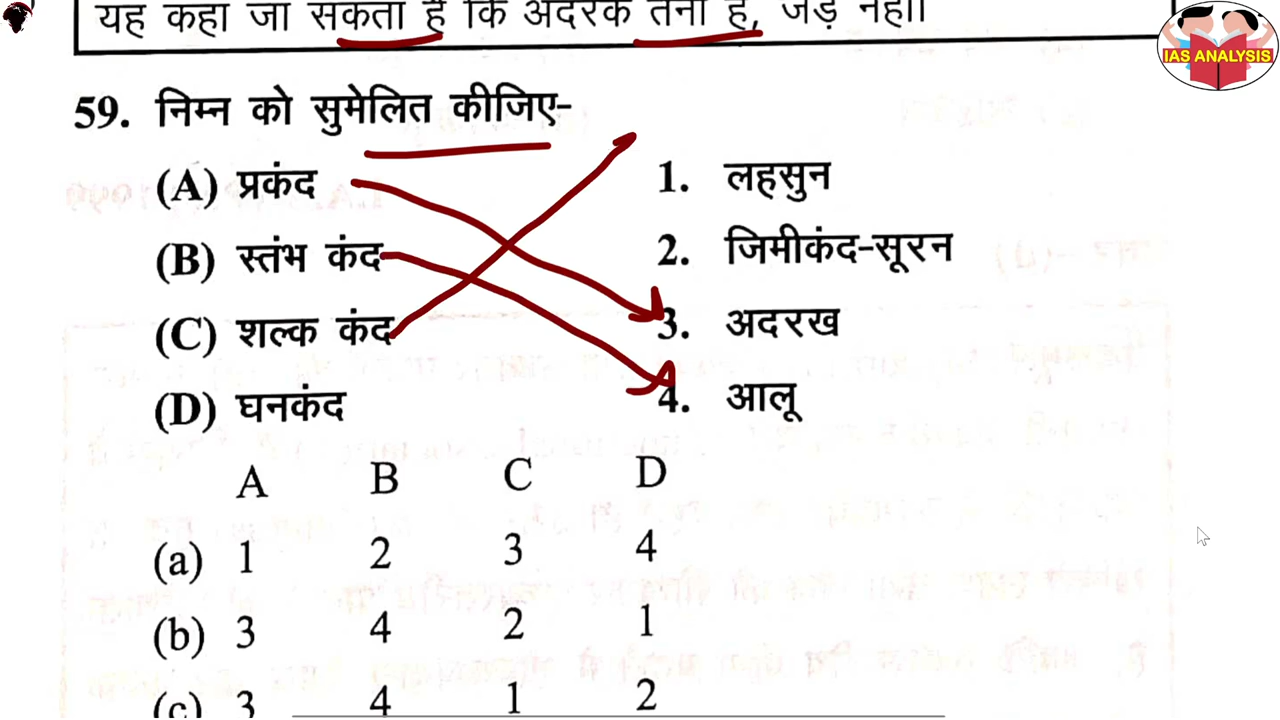 यह कहा जा सकता है कि अदरक तना है, जड़ नहीं।
IAS ANALYSIS
59. निम्न को सुमेलित कीजिए-
(A) प्रकंद 1. लहसुन
(B) स्तंभ कंद 2. जिमीकंद-सूरन
(C) शल्क कंद 3. अदरख
(D) घनकंद 4. आलू
A B C D
(a) 1 2 3 4
(b) 3 4 2 1
(c) 3 4 1 2